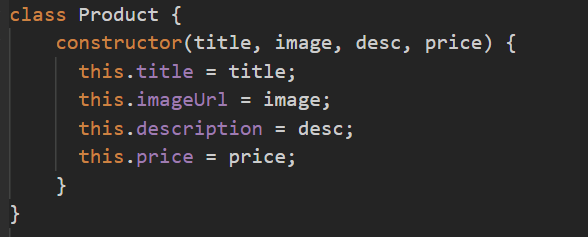 class Product {
    constructor(title, image, desc, price) {
      this.title = title;
      this.imageUrl = image;
      this.description = desc;
      this.price = price;
    }
}